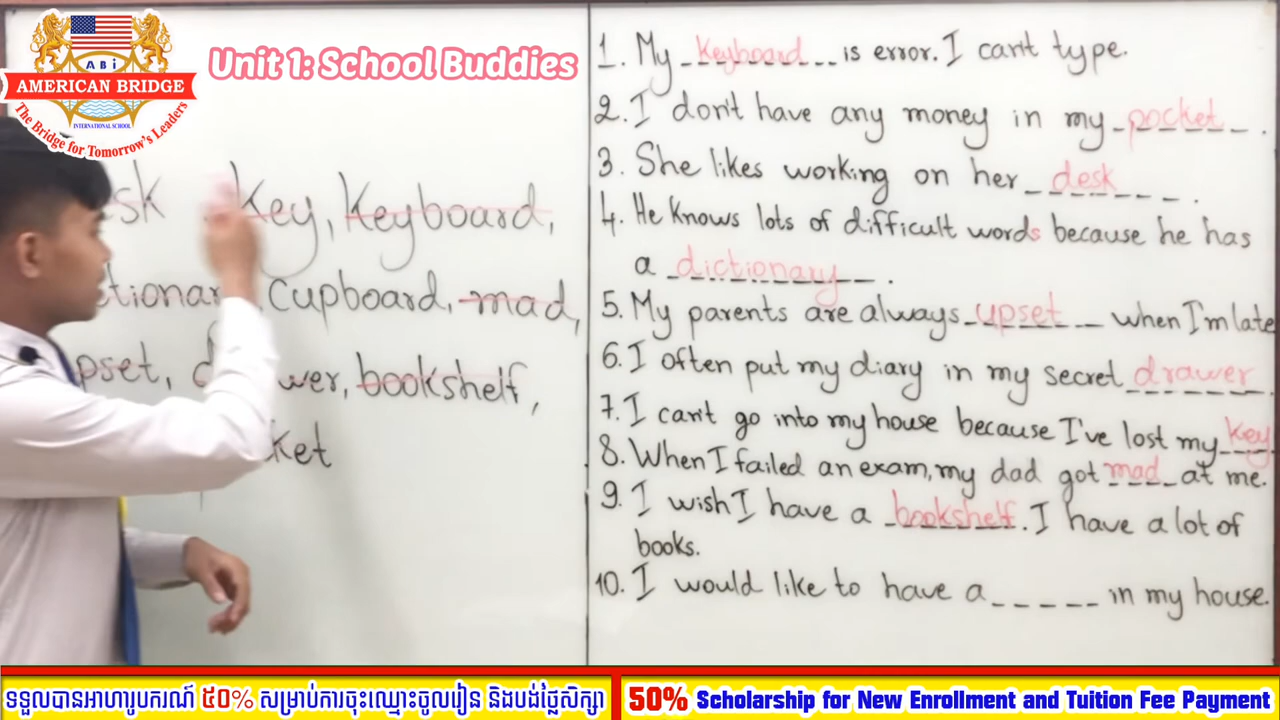 ABi
AMERICAN BRIDGE
INTERNATIONAL SCHOOL
The Bridge for Tomorrow's Leaders
Unit 1: School Buddies
key, keyboard,
cupboard, mad,
bookshelf,
1. My keyboard is error. I can't type.
2. I don't have any money in my pocket.
3. She likes working on her desk.
4. He knows lots of difficult words because he has
a dictionary.
5. My parents are always upset when I'm late
6. I often put my diary in my secret drawer.
7. I can't go into my house because I've lost my key
8. When I failed an exam, my dad got mad at me.
9. I wish I have a bookshelf. I have a lot of
books.
10. I would like to have a _ _ _ _ _ in my house.
ទទួលបានអាហារូបករណ៍ ៥០% សម្រាប់ការចុះឈ្មោះចូលរៀន និងបង់ថ្លៃសិក្សា
50% Scholarship for New Enrollment and Tuition Fee Payment